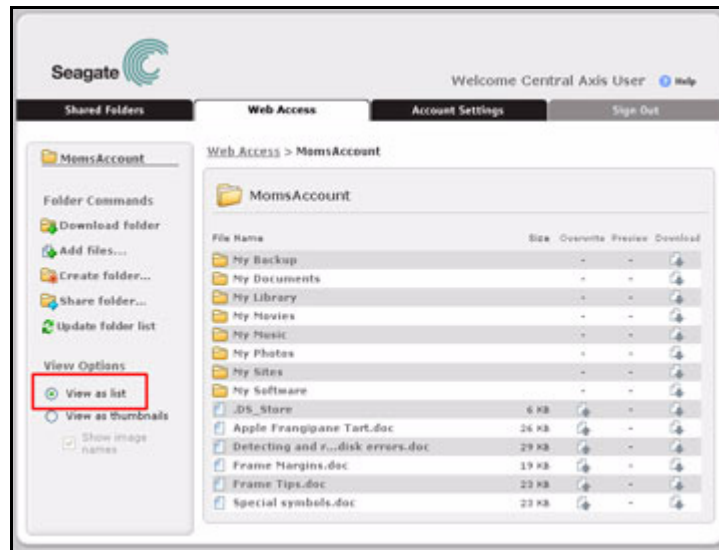 Seagate
Welcome Central Axis User Help
Shared Folders Web Access Account Settings Sign Out
MomsAccount
Folder Commands
Download folder
Add files...
Create folder...
Share folder...
Update folder list
View Options
View as list
View as thumbnails
Show image
names
Web Access > MomsAccount
MomsAccount
File Name Size Overwrite Preview Download
My Backup - -
My Documents - -
My Library - -
My Movies - -
My Music - -
My Photos - -
My Sites - -
My Software - -
.DS_Store 6 KB -
Apple Frangipane Tart.doc 26 KB -
Detecting and r...disk errors.doc 29 KB -
Frame Margins.doc 19 KB -
Frame Tips.doc 23 KB -
Special symbols.doc 23 KB -